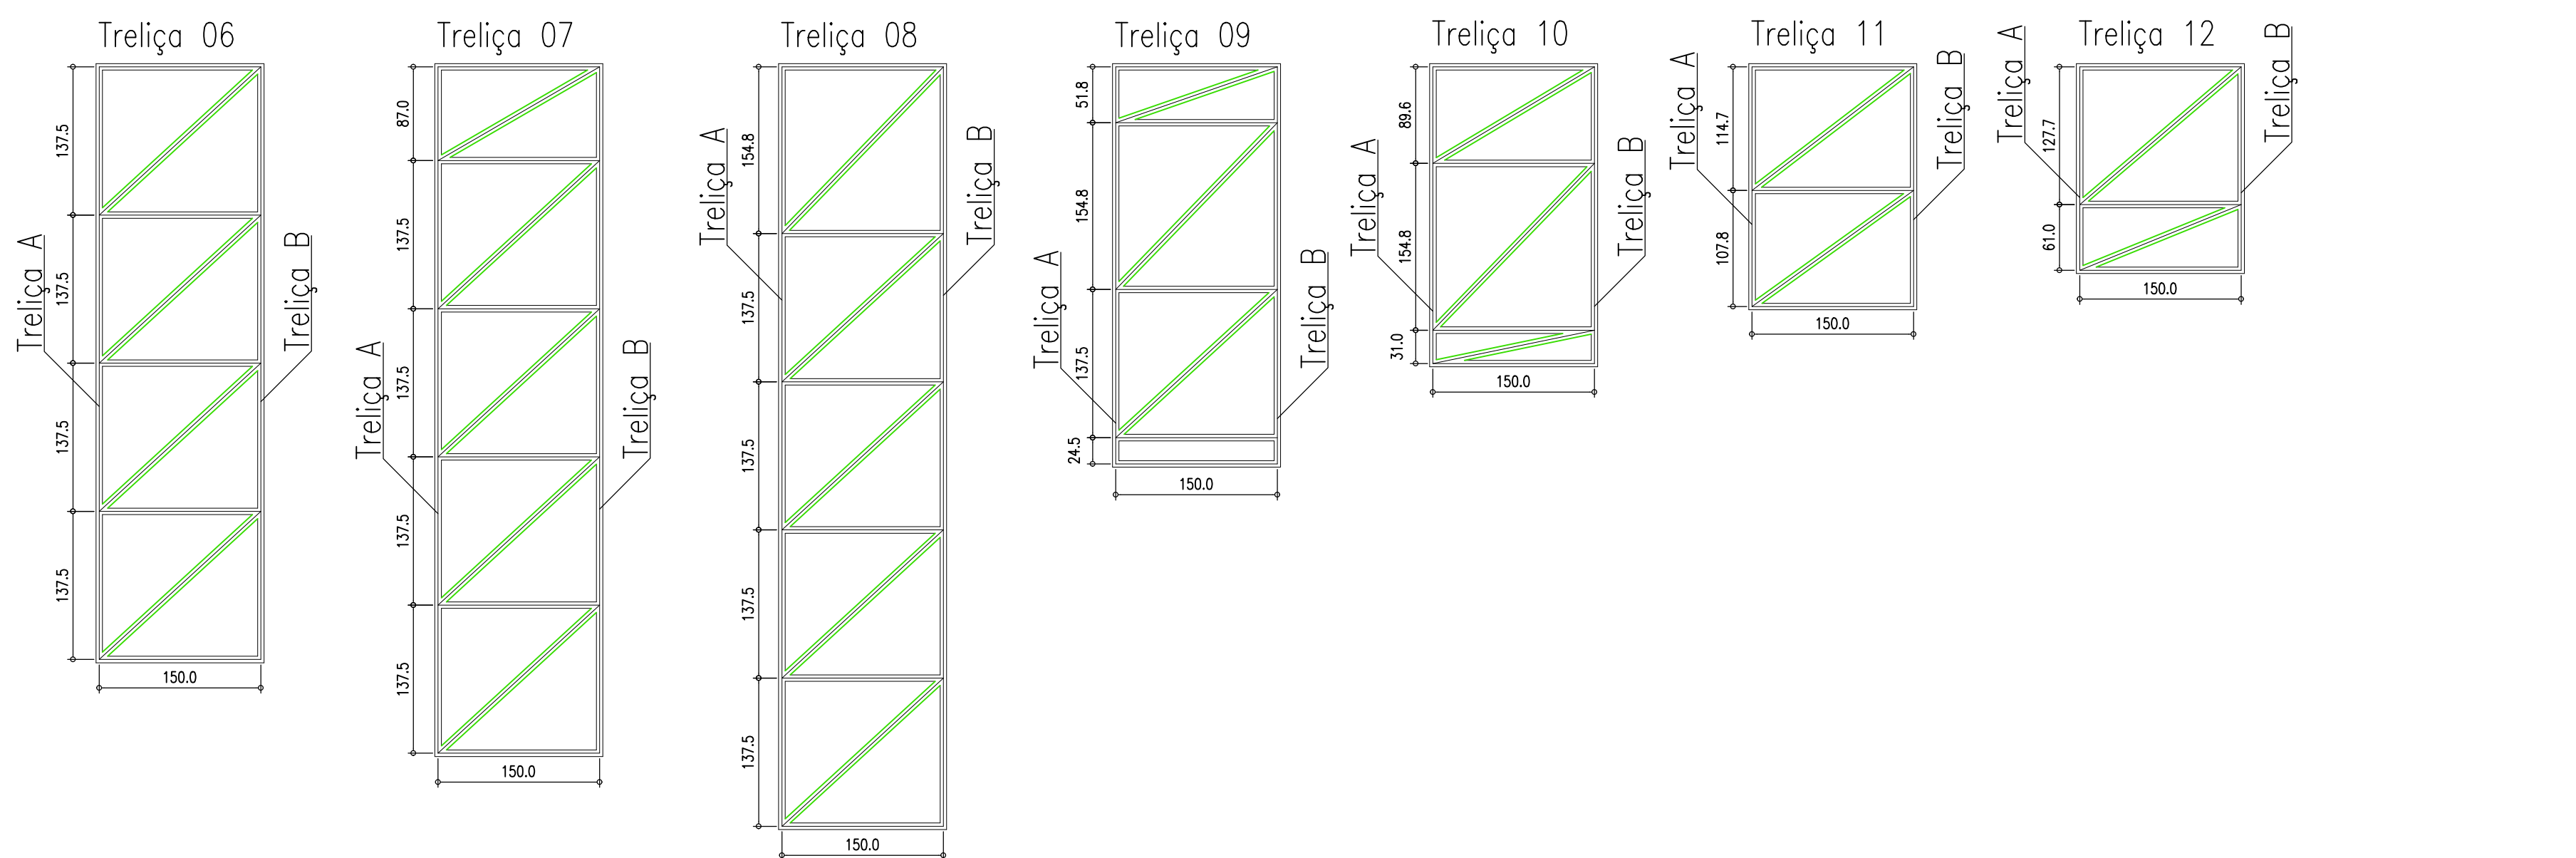 Treliça 06
137.5
137.5
137.5
137.5
Treliça A
Treliça B
150.0
Treliça 07
87.0
137.5
137.5
137.5
137.5
Treliça A
Treliça B
150.0
Treliça 08
154.8
137.5
137.5
137.5
137.5
Treliça A
Treliça B
150.0
Treliça 09
51.8
154.8
137.5
24.5
Treliça A
Treliça B
150.0
Treliça 10
89.6
154.8
31.0
Treliça A
Treliça B
150.0
Treliça 11
114.7
107.8
Treliça A
Treliça B
150.0
Treliça 12
127.7
61.0
Treliça A
Treliça B
150.0